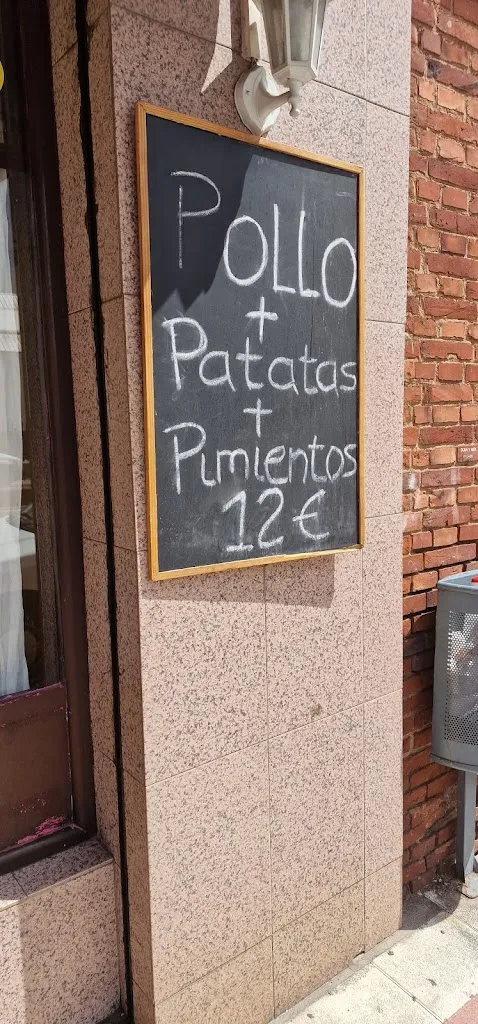 POLLO
+
Patatas
+
Pimientos
12€